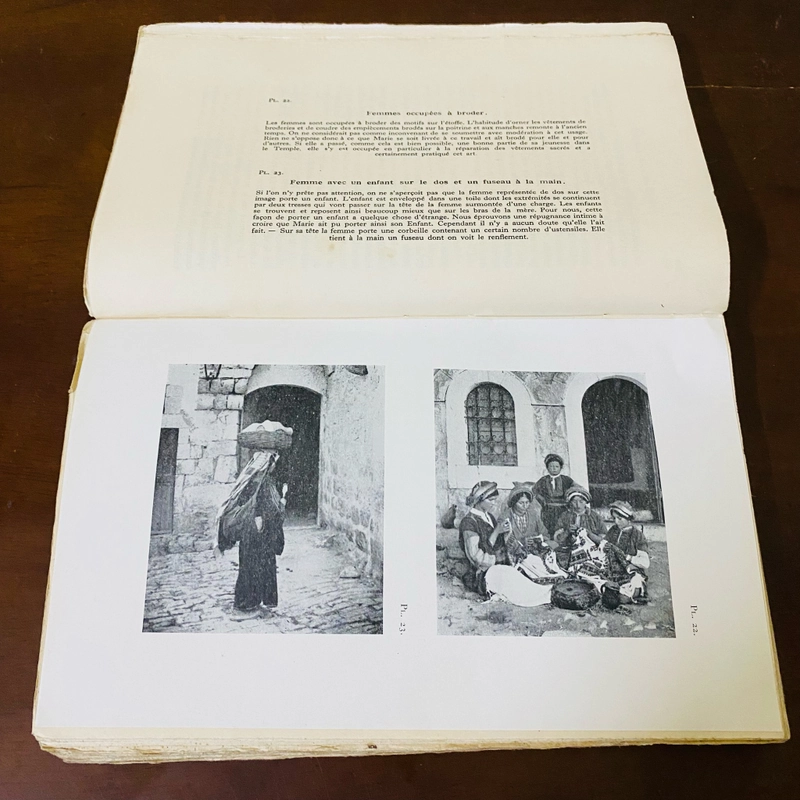 PL. 22.
Femmes occupées à broder.
Les femmes sont occupées à broder des motifs sur l'étoffe. L'habitude d'orner les vêtements de
broderies et de coudre des empiècements brodés sur la poitrine et aux manches remonte à l'ancien
temps. On ne considérait pas comme inconvenant de se soumettre avec modération à cet usage.
Rien ne s'oppose donc à ce que Marie se soit livrée à ce travail et ait brodé pour elle et pour
d'autres. Si elle a passé, comme cela est bien possible, une bonne partie de sa jeunesse dans
le Temple, elle s'y est occupée en particulier à la réparation des vêtements sacrés et a
certainement pratiqué cet art.
PL. 23.
Femme avec un enfant sur le dos et un fuseau à la main.
Si l'on n'y prête pas attention, on ne s'aperçoit pas que la femme représentée de dos sur cette
image porte un enfant. L'enfant est enveloppé dans une toile dont les extrémités se continuent
par deux tresses qui vont passer sur la tête de la femme surmontée d'une charge. Les enfants
se trouvent et reposent ainsi beaucoup mieux que sur les bras de la mère. Pour nous, cette
façon de porter un enfant a quelque chose d'étrange. Nous éprouvons une répugnance intime à
croire que Marie ait pu porter ainsi son Enfant. Cependant il n'y a aucun doute qu'elle l'ait
fait. — Sur sa tête la femme porte une corbeille contenant un certain nombre d'ustensiles. Elle
tient à la main un fuseau dont on voit le renflement.
PL. 23.
PL. 22.